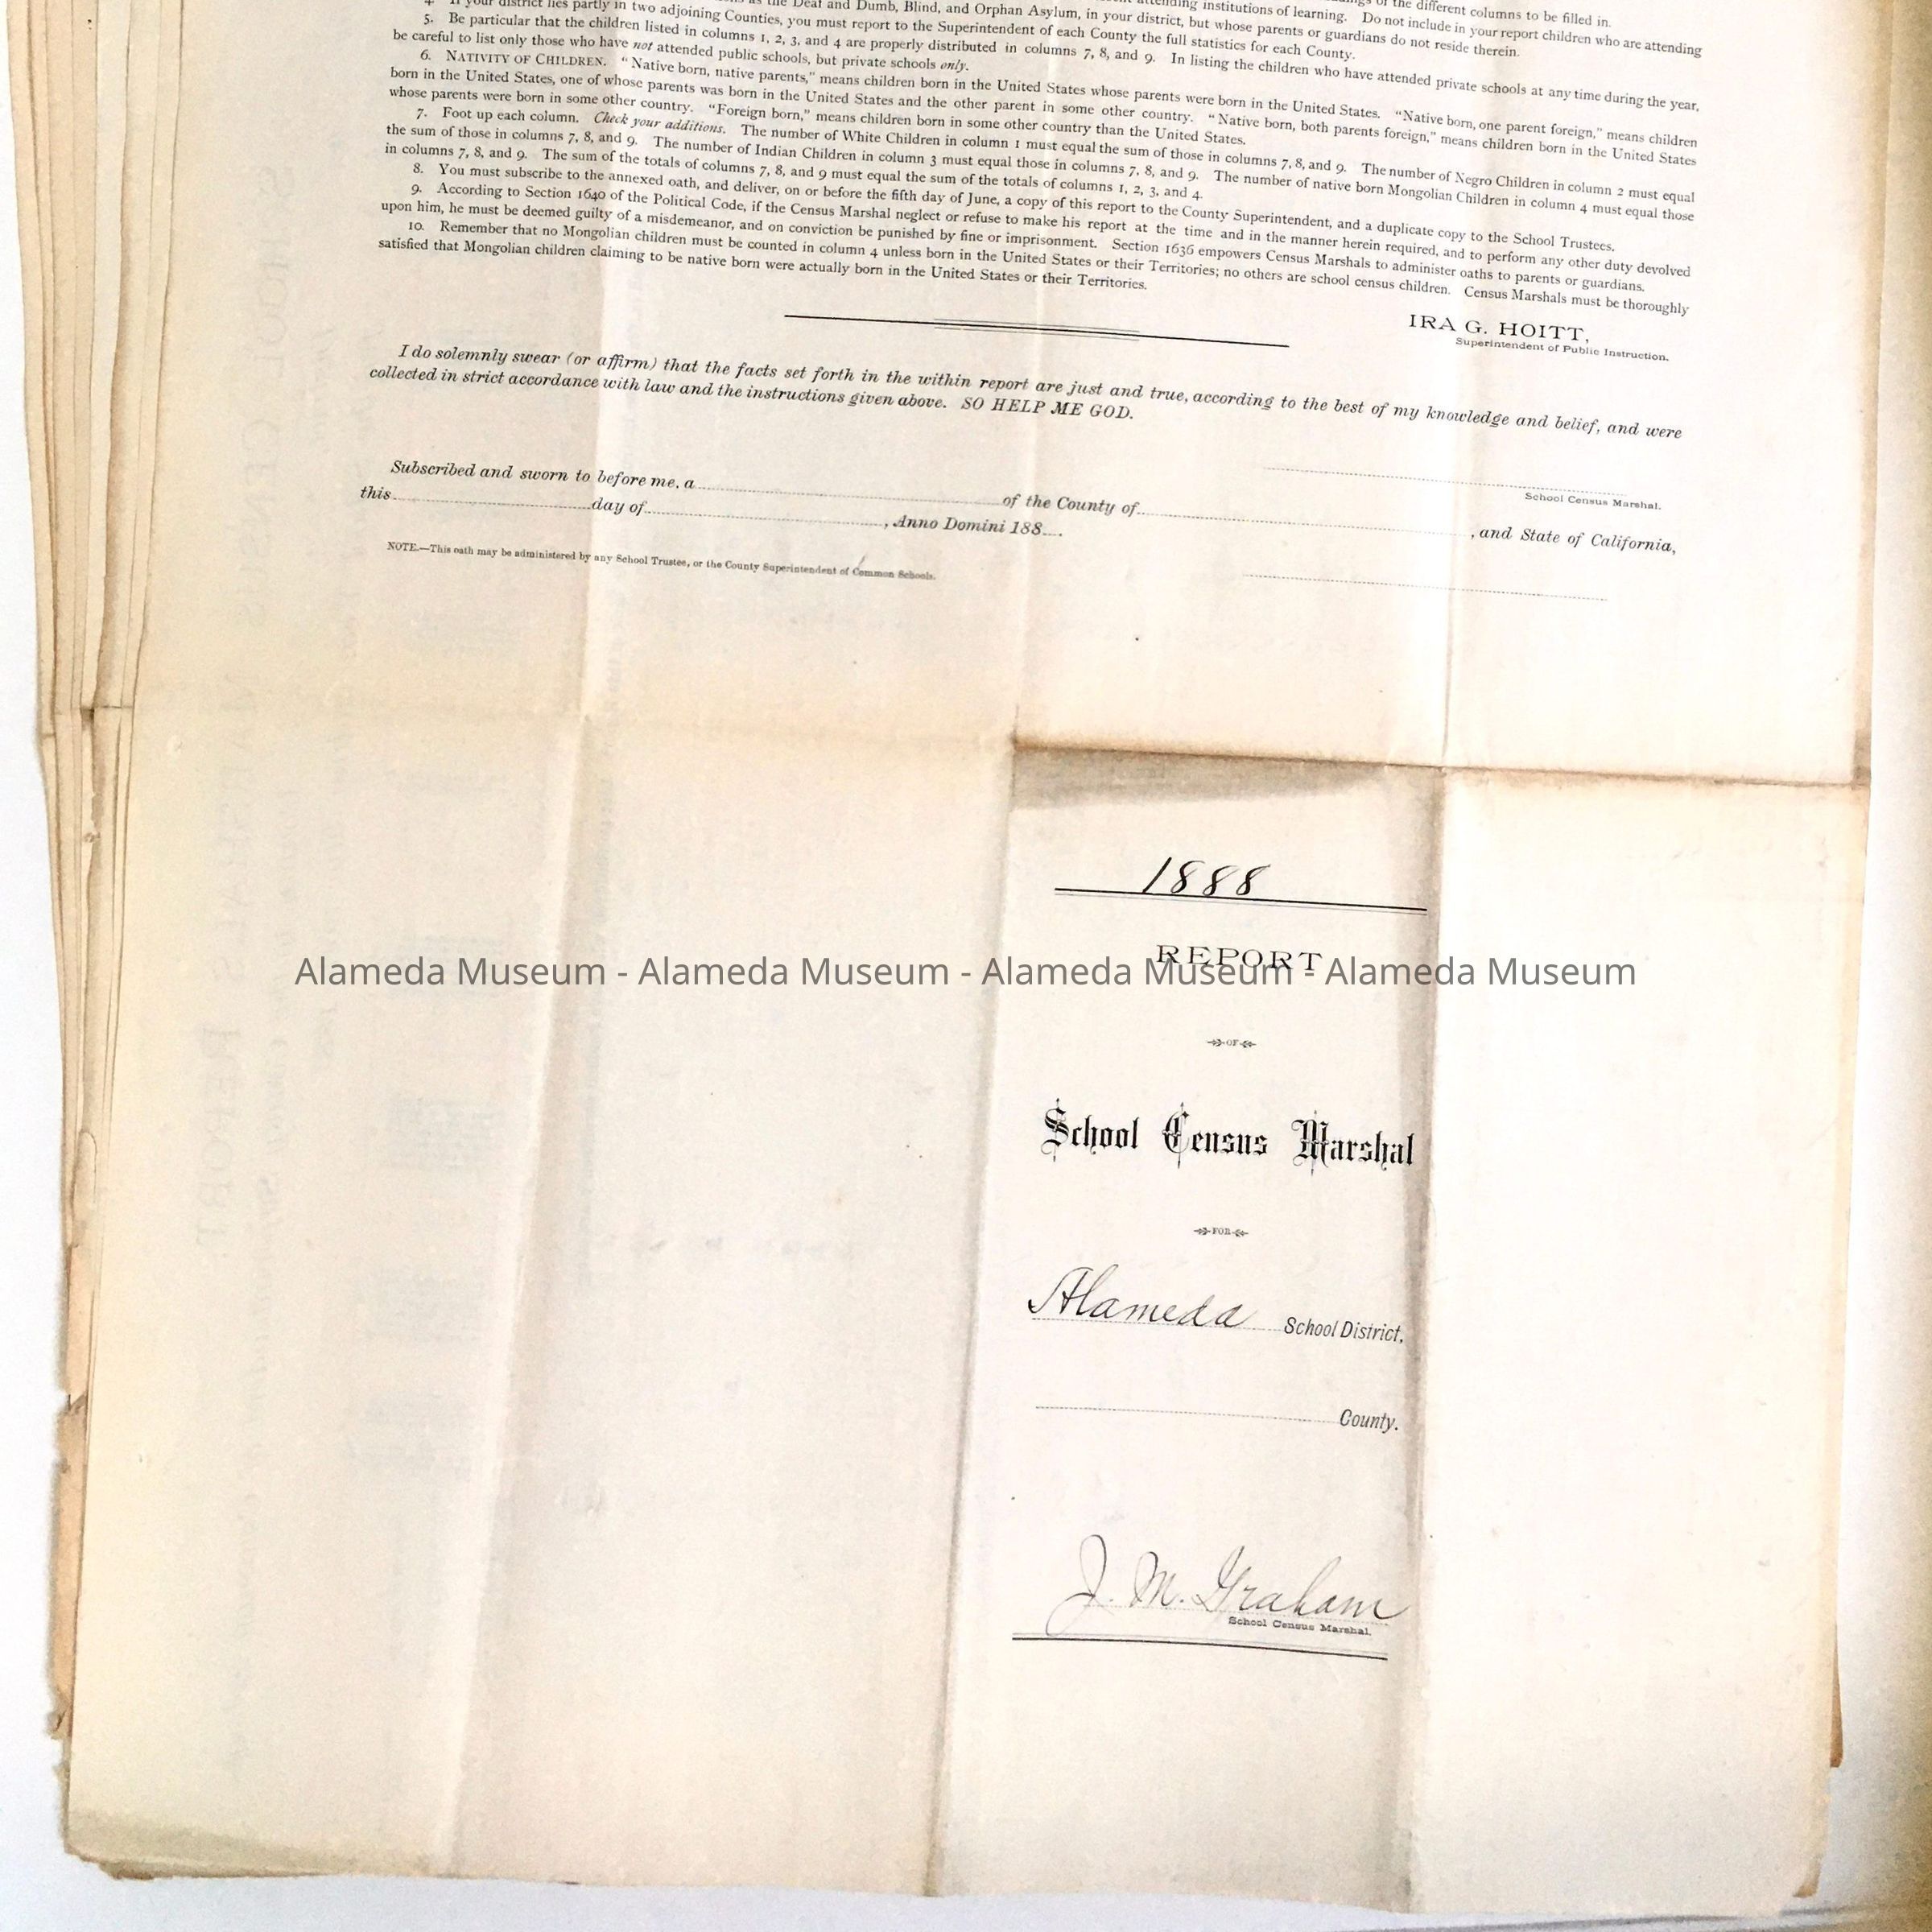 of the different columns to be filled in.
attending institutions of learning. Do not include in your report children who are attending
as the Deaf and Dumb, Blind, and Orphan Asylum, in your district, but whose parents or guardians do not reside therein.
4. If your district lies partly in two adjoining Counties, you must report to the Superintendent of each County the full statistics for each County.
5. Be particular that the children listed in columns 1, 2, 3, and 4 are properly distributed in columns 7, 8, and 9. In listing the children who have attended private schools at any time during the year,
be careful to list only those who have not attended public schools, but private schools only.
6. NATIVITY OF CHILDREN. "Native born, native parents," means children born in the United States whose parents were born in the United States. "Native born, one parent foreign," means children
born in the United States, one of whose parents was born in the United States and the other parent in some other country. "Native born, both parents foreign," means children born in the United States
whose parents were born in some other country. "Foreign born," means children born in some other country than the United States.
7. Foot up each column. Check your additions. The number of White Children in column 1 must equal the sum of those in columns 7, 8, and 9. The number of Negro Children in column 2 must equal
the sum of those in columns 7, 8, and 9. The number of Indian Children in column 3 must equal those in columns 7, 8, and 9. The number of native born Mongolian Children in column 4 must equal those
in columns 7, 8, and 9. The sum of the totals of columns 7, 8, and 9 must equal the sum of the totals of columns 1, 2, 3, and 4.
8. You must subscribe to the annexed oath, and deliver, on or before the fifth day of June, a copy of this report to the County Superintendent, and a duplicate copy to the School Trustees.
9. According to Section 1640 of the Political Code, if the Census Marshal neglect or refuse to make his report at the time and in the manner herein required, and to perform any other duty devolved
upon him, he must be deemed guilty of a misdemeanor, and on conviction be punished by fine or imprisonment. Section 1636 empowers Census Marshals to administer oaths to parents or guardians.
10. Remember that no Mongolian children must be counted in column 4 unless born in the United States or their Territories; no others are school census children. Census Marshals must be thoroughly
satisfied that Mongolian children claiming to be native born were actually born in the United States or their Territories.
IRA G. HOITT,
Superintendent of Public Instruction.
I do solemnly swear (or affirm) that the facts set forth in the within report are just and true, according to the best of my knowledge and belief, and were
collected in strict accordance with law and the instructions given above. SO HELP ME GOD.
School Census Marshal.
Subscribed and sworn to before me, a of the County of , and State of California,
this day of , Anno Domini 188 .
NOTE.—This oath may be administered by any School Trustee, or the County Superintendent of Common Schools.
1888
REPORT
Alameda Museum - Alameda Museum - Alameda Museum - Alameda Museum
OF
School Census Marshal
FOR
Alameda School District,
County.
J. M. Graham
School Census Marshal.